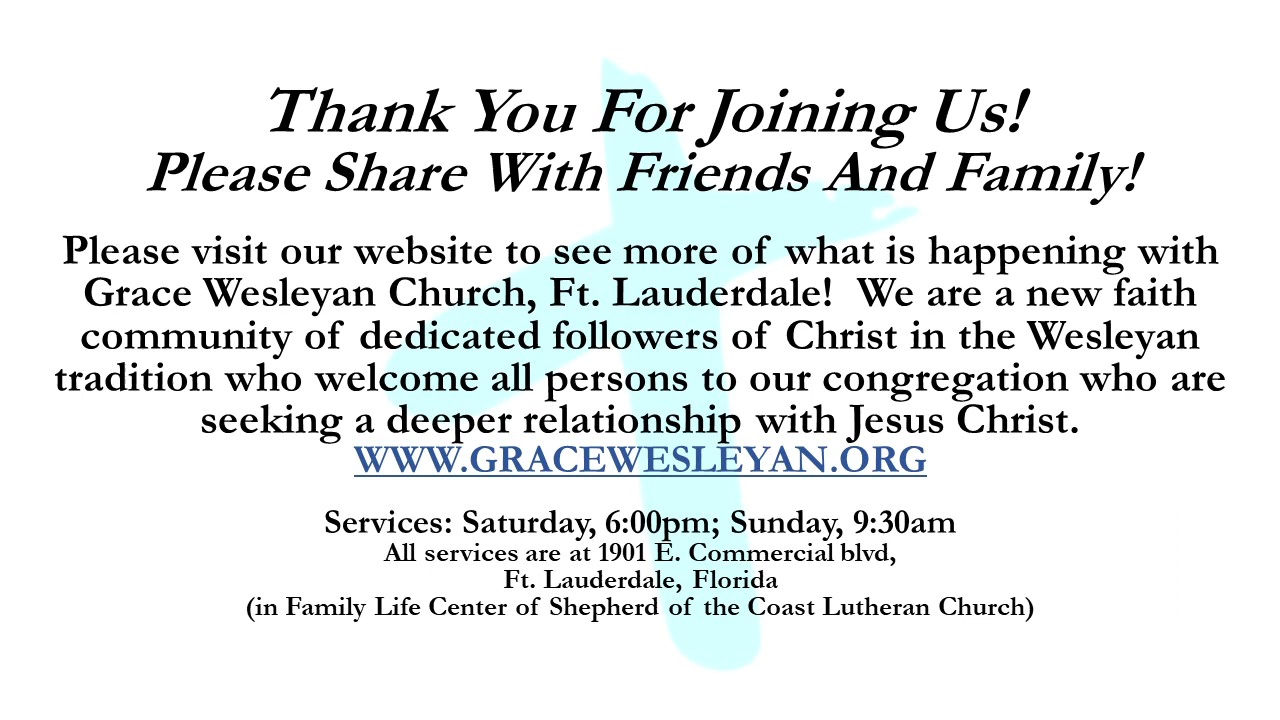 Thank You For Joining Us!
Please Share With Friends And Family!
Please visit our website to see more of what is happening with
Grace Wesleyan Church, Ft. Lauderdale!  We are a new faith
community of dedicated followers of Christ in the Wesleyan
tradition who welcome all persons to our congregation who are
seeking a deeper relationship with Jesus Christ.
WWW.GRACEWESLEYAN.ORG
Services: Saturday, 6:00pm; Sunday, 9:30am
All services are at 1901 E. Commercial blvd,
Ft. Lauderdale, Florida
(in Family Life Center of Shepherd of the Coast Lutheran Church)